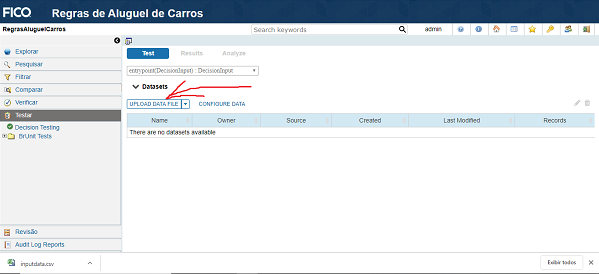 FICO Regras de Aluguel de Carros
RegrasAluguelCarros
Search keywords
admin
Explorar
Pesquisar
Filtrar
Comparar
Verificar
Testar
Decision Testing
BrUnit Tests
Revisão
Audit Log Reports
Test Results Analyze
entrypoint(DecisionInput) : DecisionInput
Datasets
UPLOAD DATA FILE CONFIGURE DATA
Name Owner Source Created Last Modified Records
There are no datasets available
inputdata.csv
Exibir todos